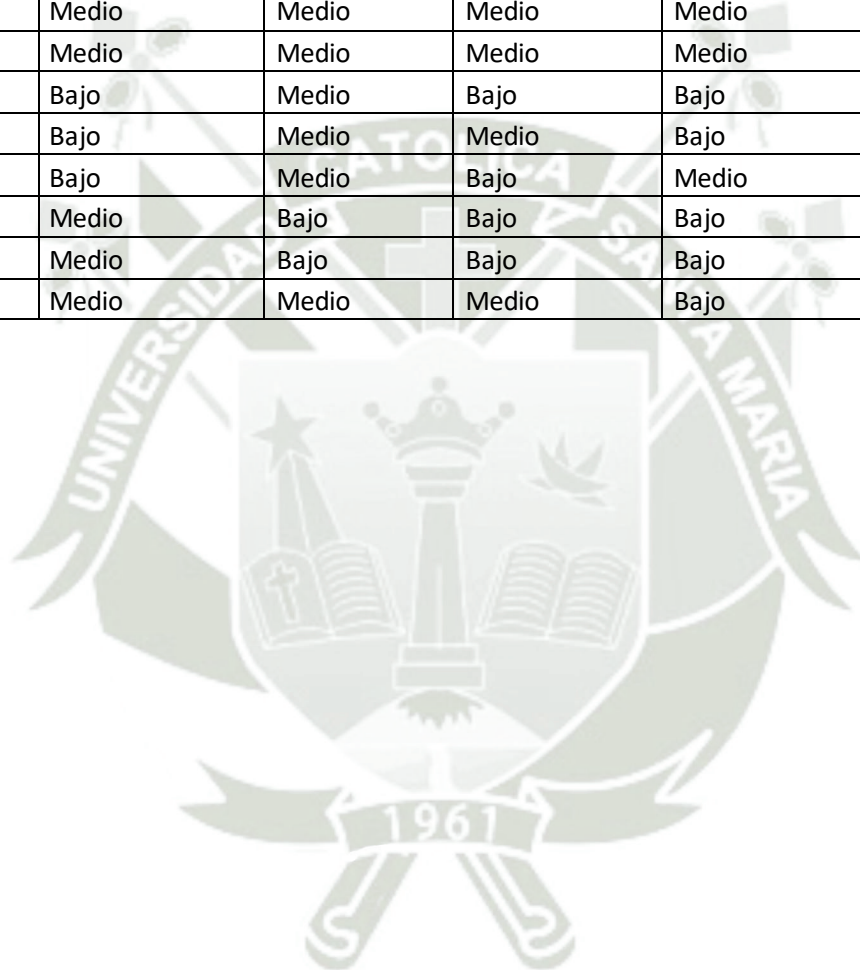 Medio Medio Medio Medio
Medio Medio Medio Medio
Bajo Medio Bajo Bajo
Bajo Medio Medio Bajo
Bajo Medio Bajo Medio
Medio Bajo Bajo Bajo
Medio Bajo Bajo Bajo
Medio Medio Medio Bajo
UNIVERSIDAD CATOLICA SANTA MARIA
1961